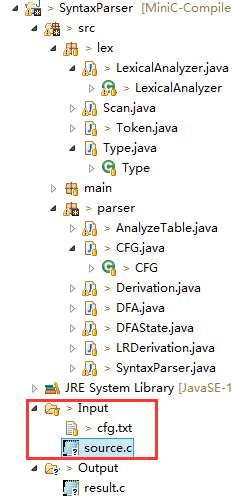 > SyntaxParser [MiniC-Compile
> src
> lex
> LexicalAnalyzer.java
> LexicalAnalyzer
Scan.java
> Token.java
Type.java
Type
main
> parser
> AnalyzeTable.java
CFG.java
> CFG
> Derivation.java
> DFA.java
> DFAState.java
> LRDerivation.java
> SyntaxParser.java
JRE System Library [JavaSE-1
> Input
> cfg.txt
source.c
> Output
result.c